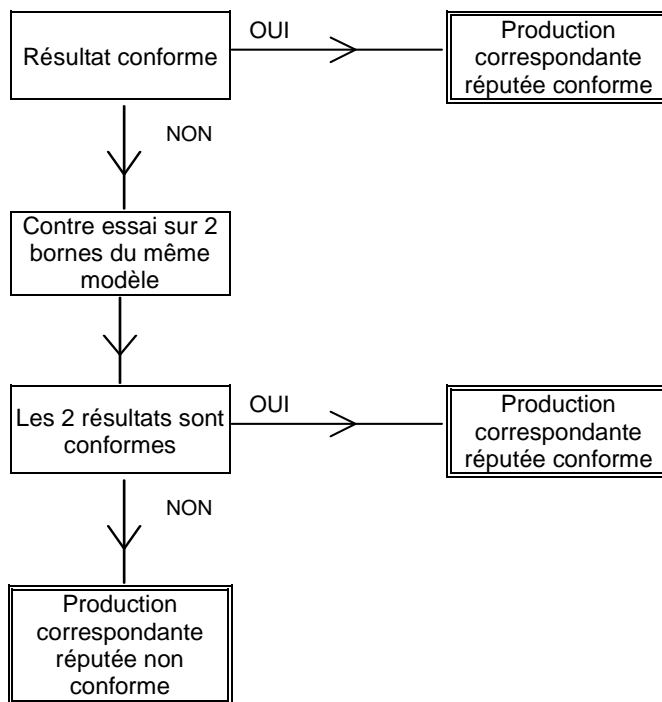 Résultat conforme
OUI
Production
correspondante
réputée conforme
NON
Contre essai sur 2
bornes du même
modèle
Les 2 résultats sont
conformes
OUI
Production
correspondante
réputée conforme
NON
Production
correspondante
réputée non
conforme